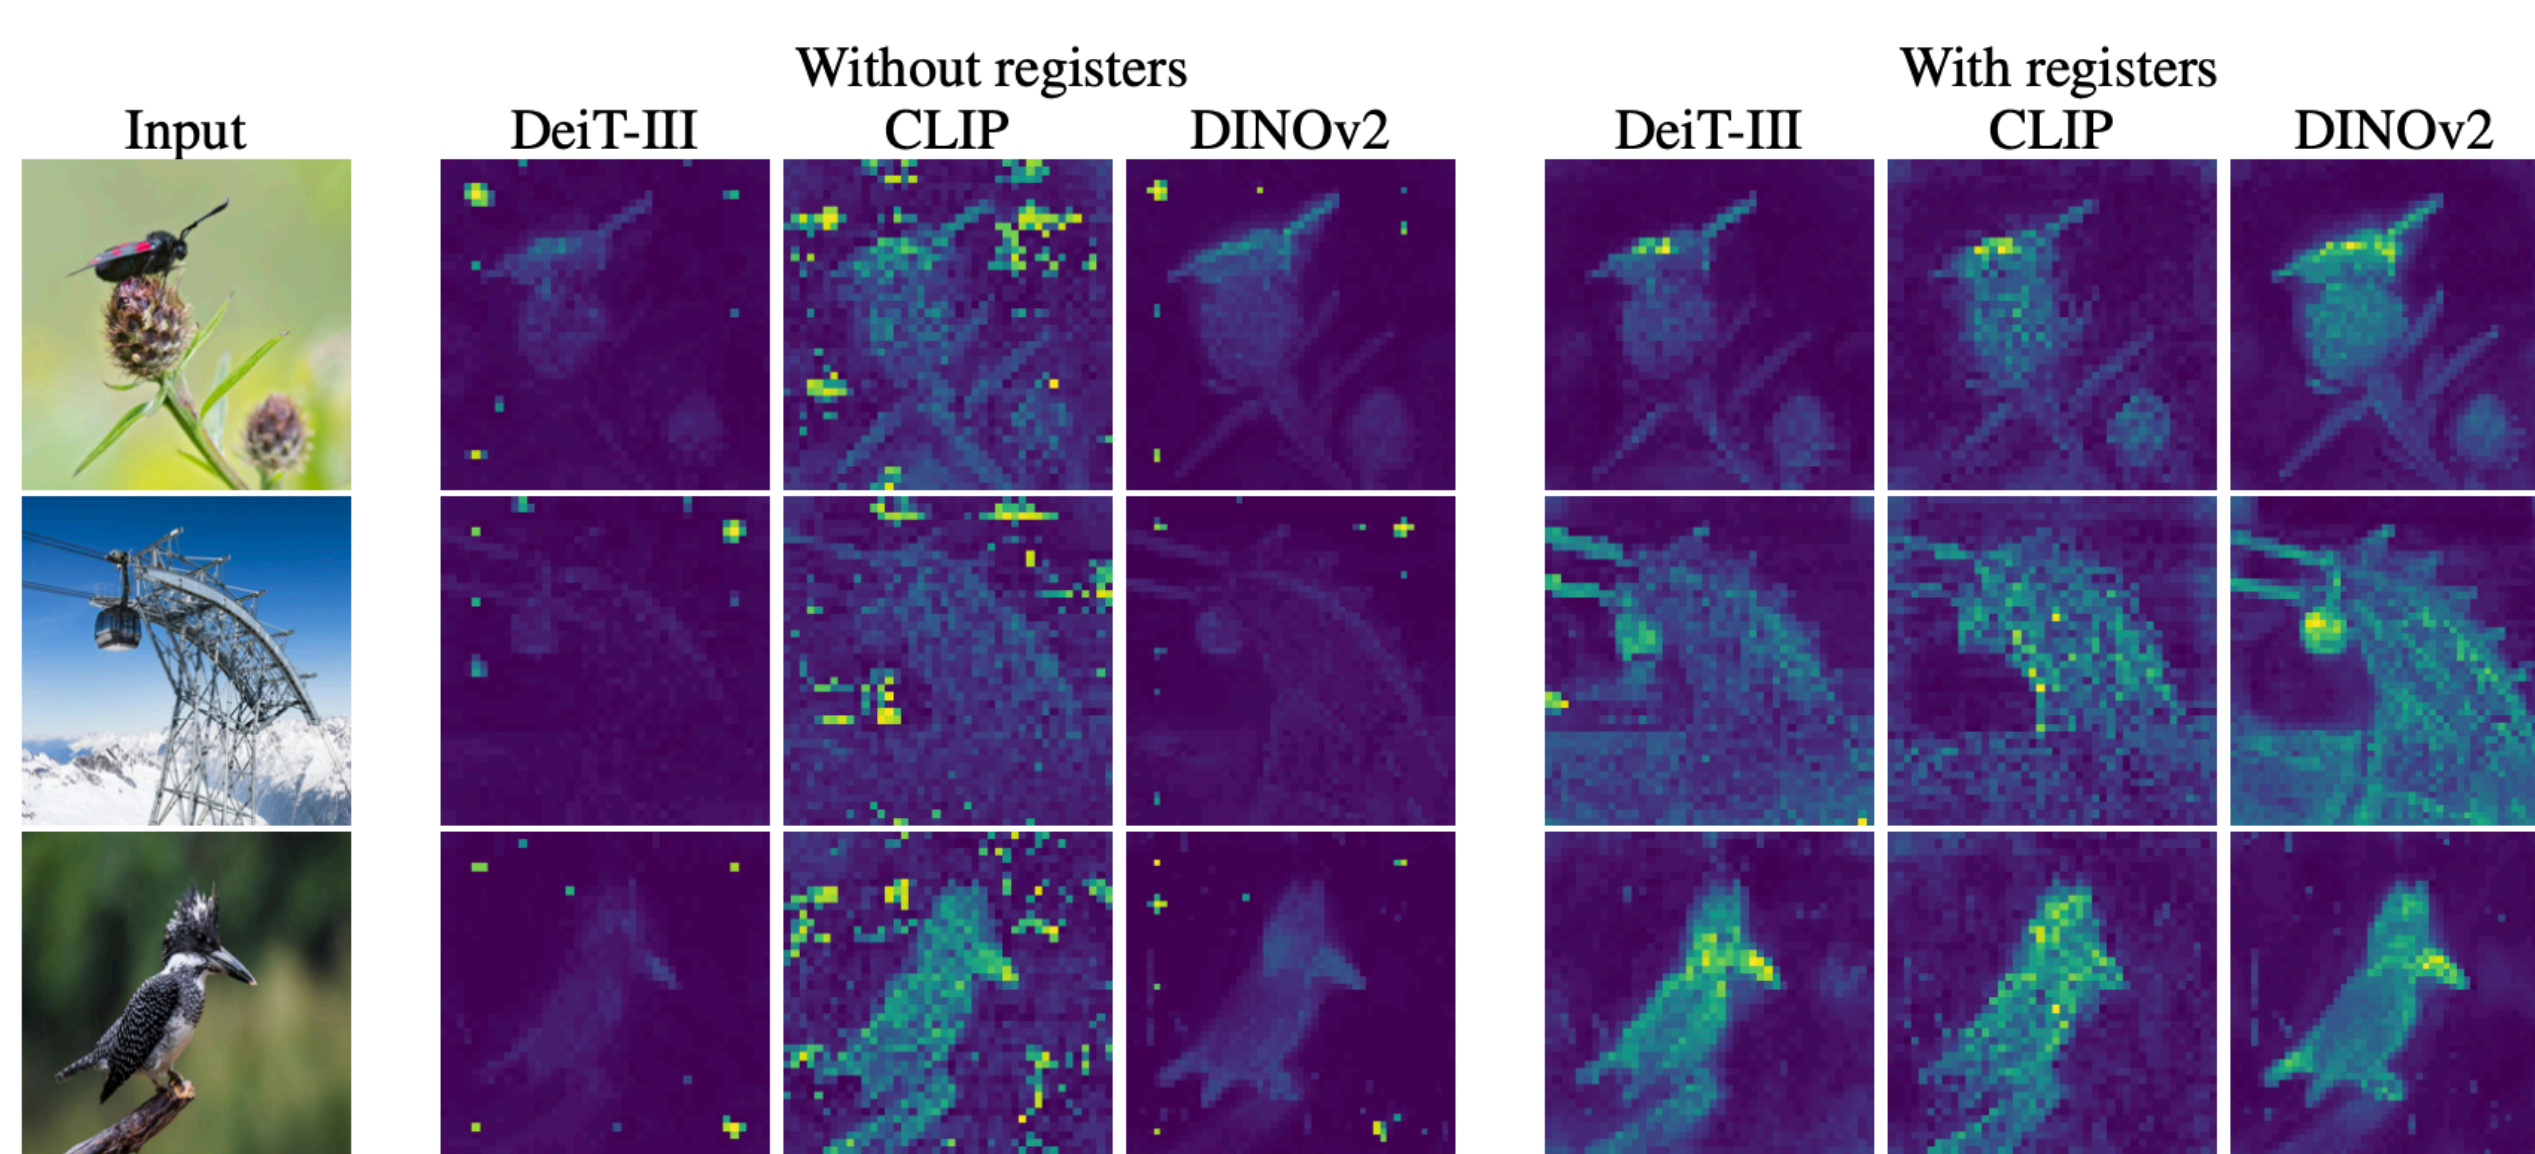 Without registers
With registers
Input
DeiT-III
CLIP
DINOv2
DeiT-III
CLIP
DINOv2